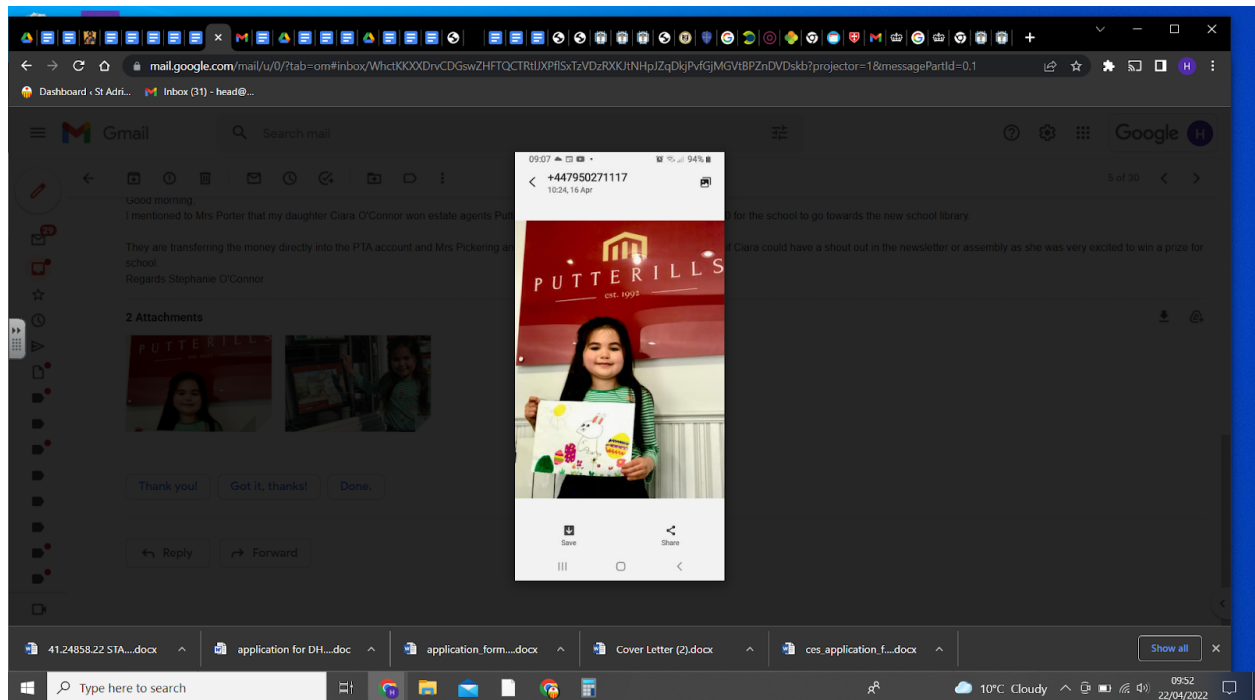 mail.google.com/mail/u/0/?tab=om#inbox/WhctKKXXDrvCDGswZHFTQCTRtlJXPflSxTzVDzRXKJtNHpJZqDkjPvfGjMGVtBPZnDVDskb?projector=1&messagePartId=0.1
Dashboard ‹ St Adri... Inbox (31) - head@...
Gmail Search mail Google H
09:07 94%
+447950271117
10:24, 16 Apr
5 of 30
Good morning.
I mentioned to Mrs Porter that my daughter Ciara O'Connor won estate agents Putt
for the school to go towards the new school library.
They are transferring the money directly into the PTA account and Mrs Pickering an
if Ciara could have a shout out in the newsletter or assembly as she was very excited to win a prize for
school.
Regards Stephanie O'Connor
29
2 Attachments
PUTTERILLS
est. 1992
PUTTERILLS
Thank you! Got it, thanks! Done.
Reply Forward
Save Share
41.24858.22 STA....docx application for DH....doc application_form....docx Cover Letter (2).docx ces_application_f....docx Show all
Type here to search 10°C Cloudy 09:52
22/04/2022